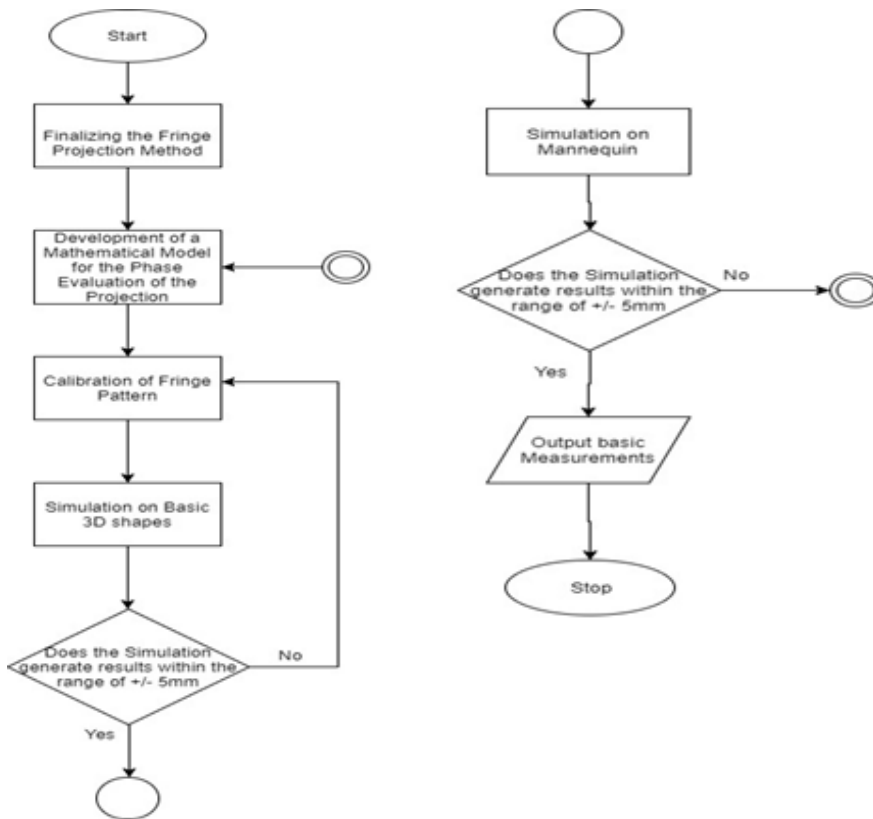 Start
Finalizing the Fringe
Projection Method
Development of a
Mathematical Model
for the Phase
Evaluation of the
Projection
Calibration of Fringe
Pattern
Simulation on Basic
3D shapes
Does the Simulation
generate results within the
range of +/- 5mm
No
Yes
Simulation on
Mannequin
Does the Simulation
generate results within the
range of +/- 5mm
No
Yes
Output basic
Measurements
Stop